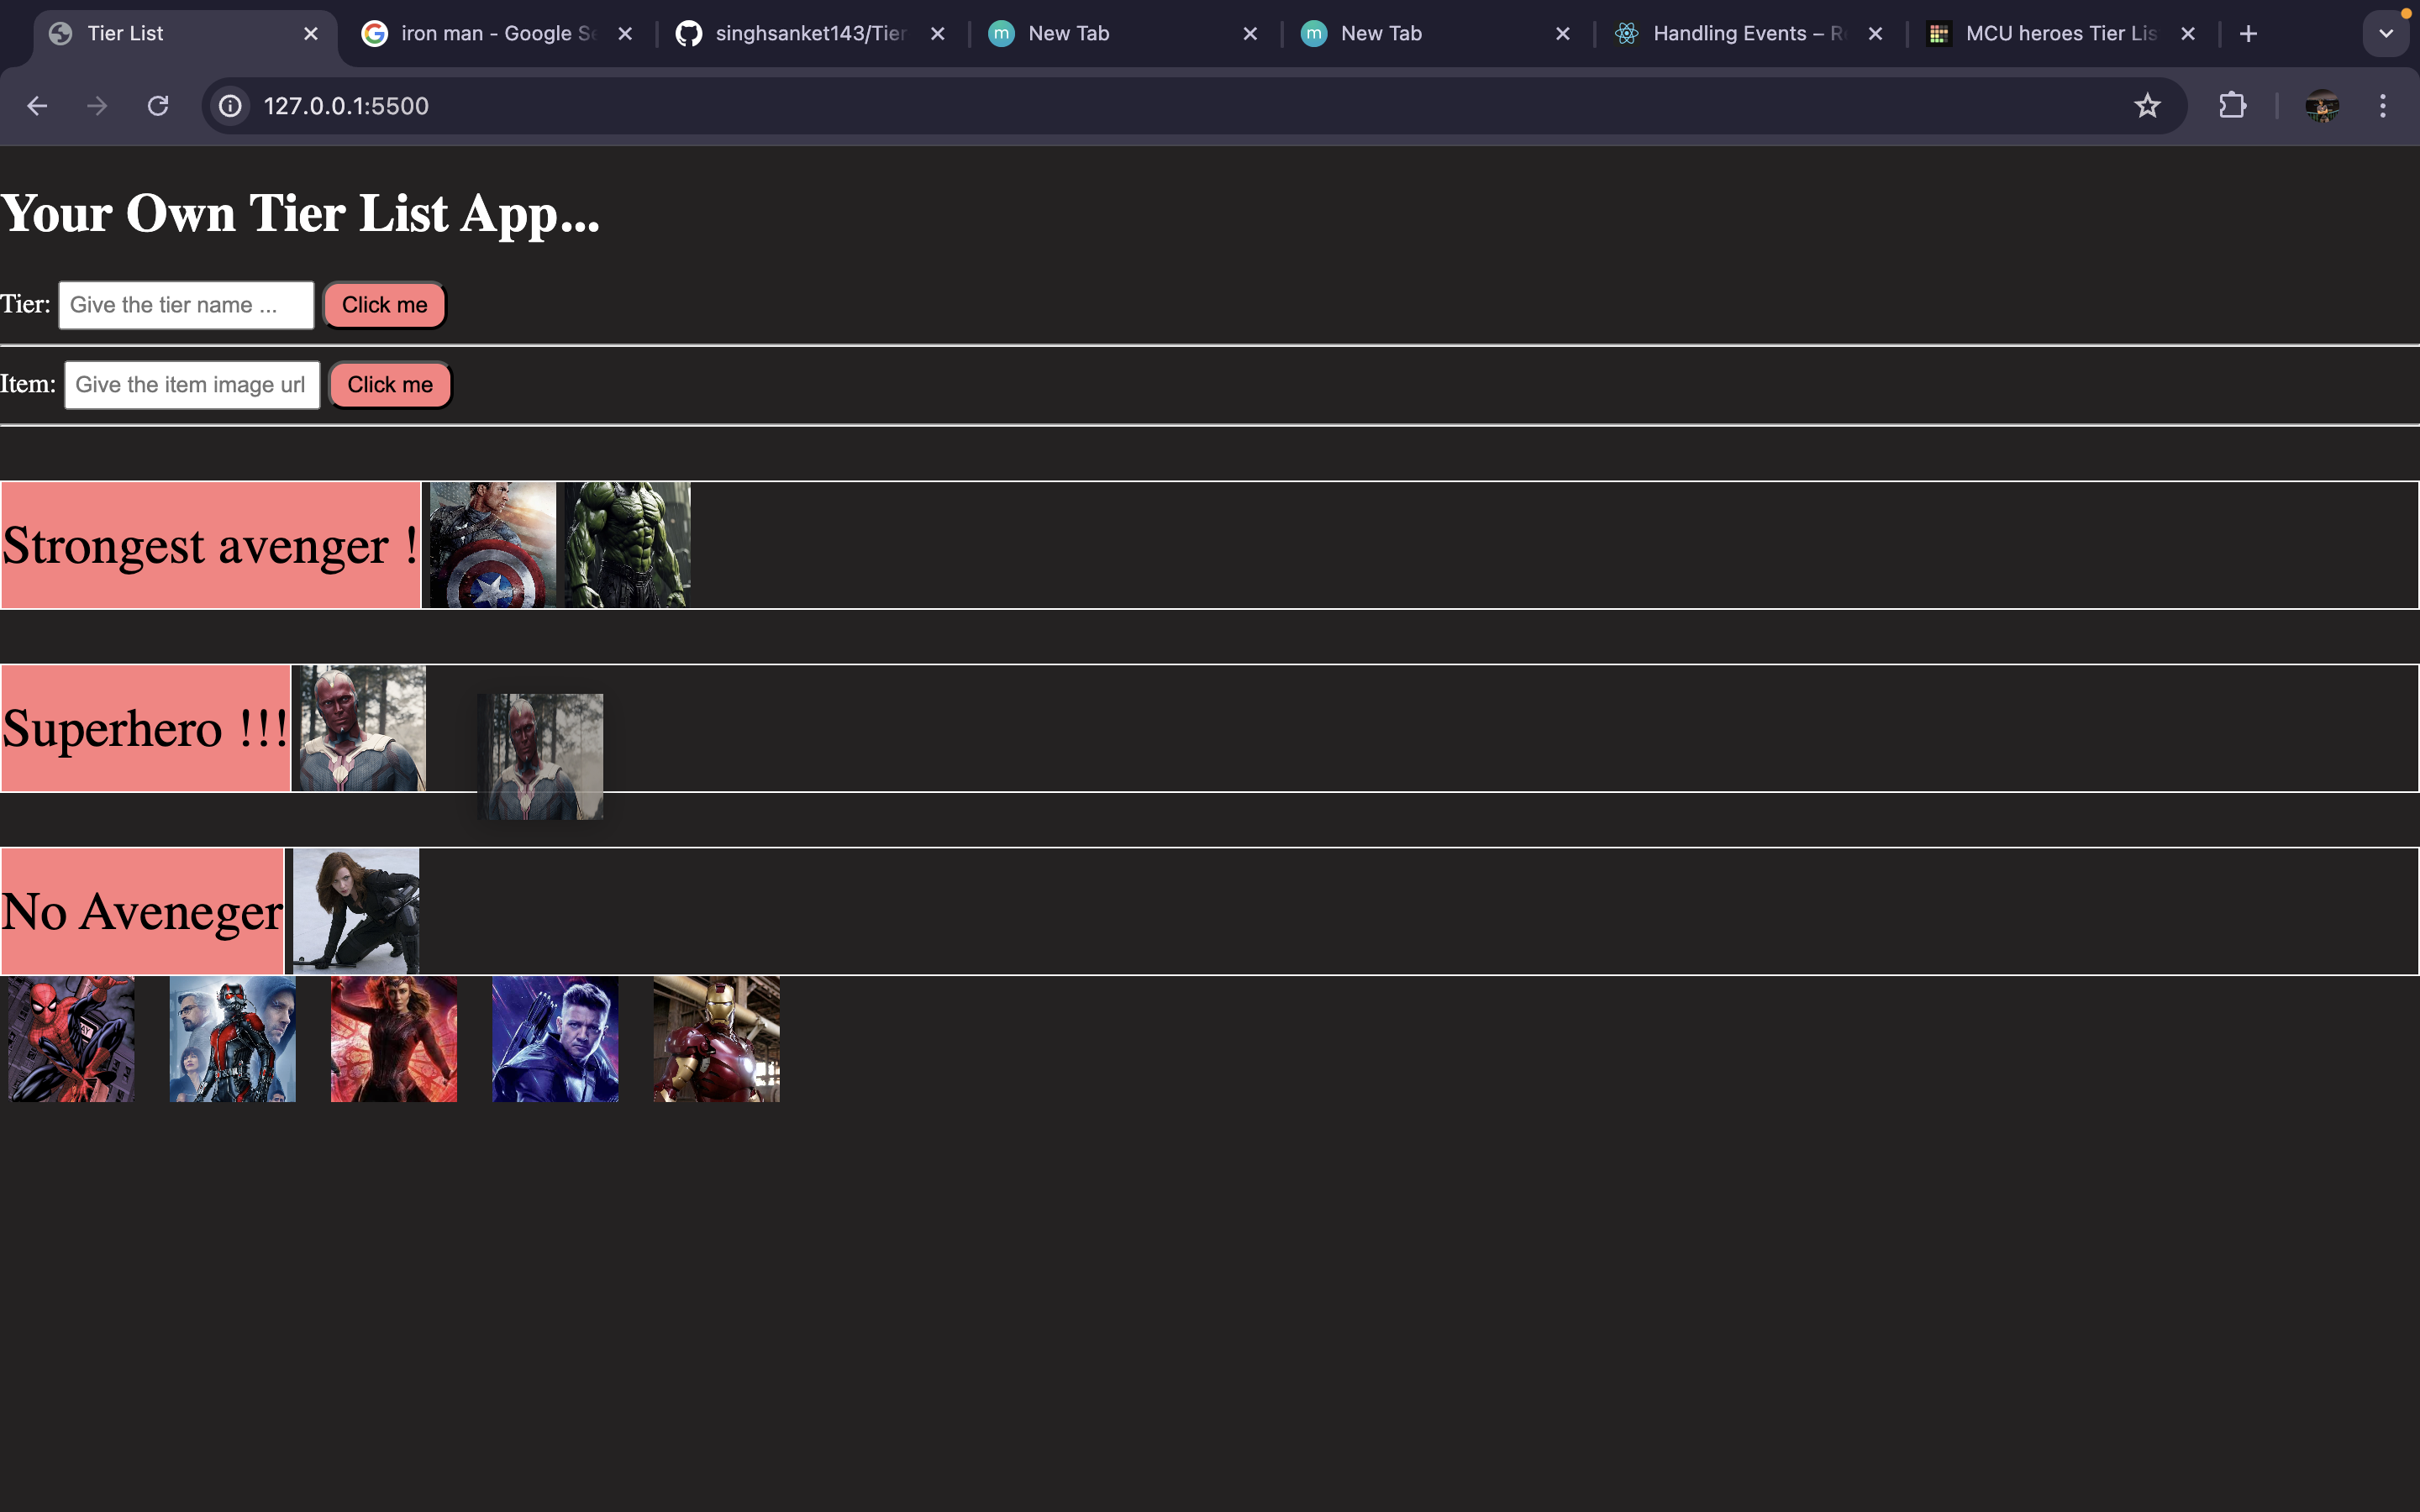 Tier List
iron man - Google Se
singhsanket143/Tier
New Tab
New Tab
Handling Events – R
MCU heroes Tier Lis
127.0.0.1:5500
Your Own Tier List App...
Tier: Give the tier name ... Click me
Item: Give the item image url Click me
Strongest avenger !
Superhero !!!
No Aveneger